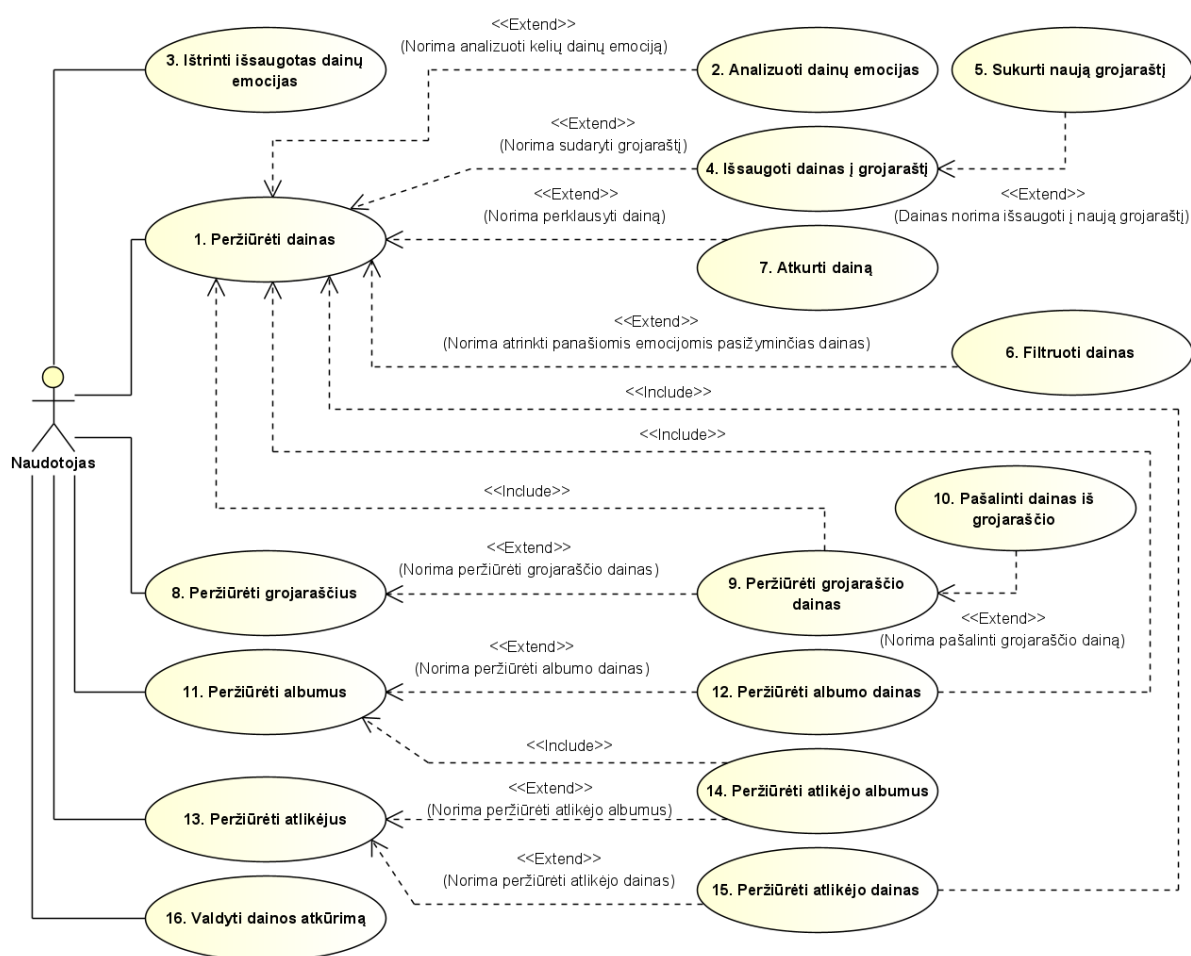 <<Extend>>
(Norima analizuoti kelių dainų emociją)
3. Ištrinti išsaugotas dainų
emocijas
2. Analizuoti dainų emocijas
5. Sukurti naują grojaraštį
<<Extend>>
(Norima sudaryti grojaraštį)
4. Išsaugoti dainas į grojaraštį
<<Extend>>
(Norima perklausyti dainą)
<<Extend>>
(Dainas norima išsaugoti į naują grojaraštį)
1. Peržiūrėti dainas
7. Atkurti dainą
<<Extend>>
(Norima atrinkti panašiomis emocijomis pasižyminčias dainas)
6. Filtruoti dainas
<<Include>>
<<Include>>
Naudotojas
<<Include>>
10. Pašalinti dainas iš
grojaraščio
<<Extend>>
(Norima peržiūrėti grojaraščio dainas)
8. Peržiūrėti grojaraščius
9. Peržiūrėti grojaraščio
dainas
<<Extend>>
(Norima pašalinti grojaraščio dainą)
<<Extend>>
(Norima peržiūrėti albumo dainas)
11. Peržiūrėti albumus
12. Peržiūrėti albumo dainas
<<Include>>
<<Extend>>
(Norima peržiūrėti atlikėjo albumus)
14. Peržiūrėti atlikėjo albumus
13. Peržiūrėti atlikėjus
<<Extend>>
(Norima peržiūrėti atlikėjo dainas)
15. Peržiūrėti atlikėjo dainas
16. Valdyti dainos atkūrimą